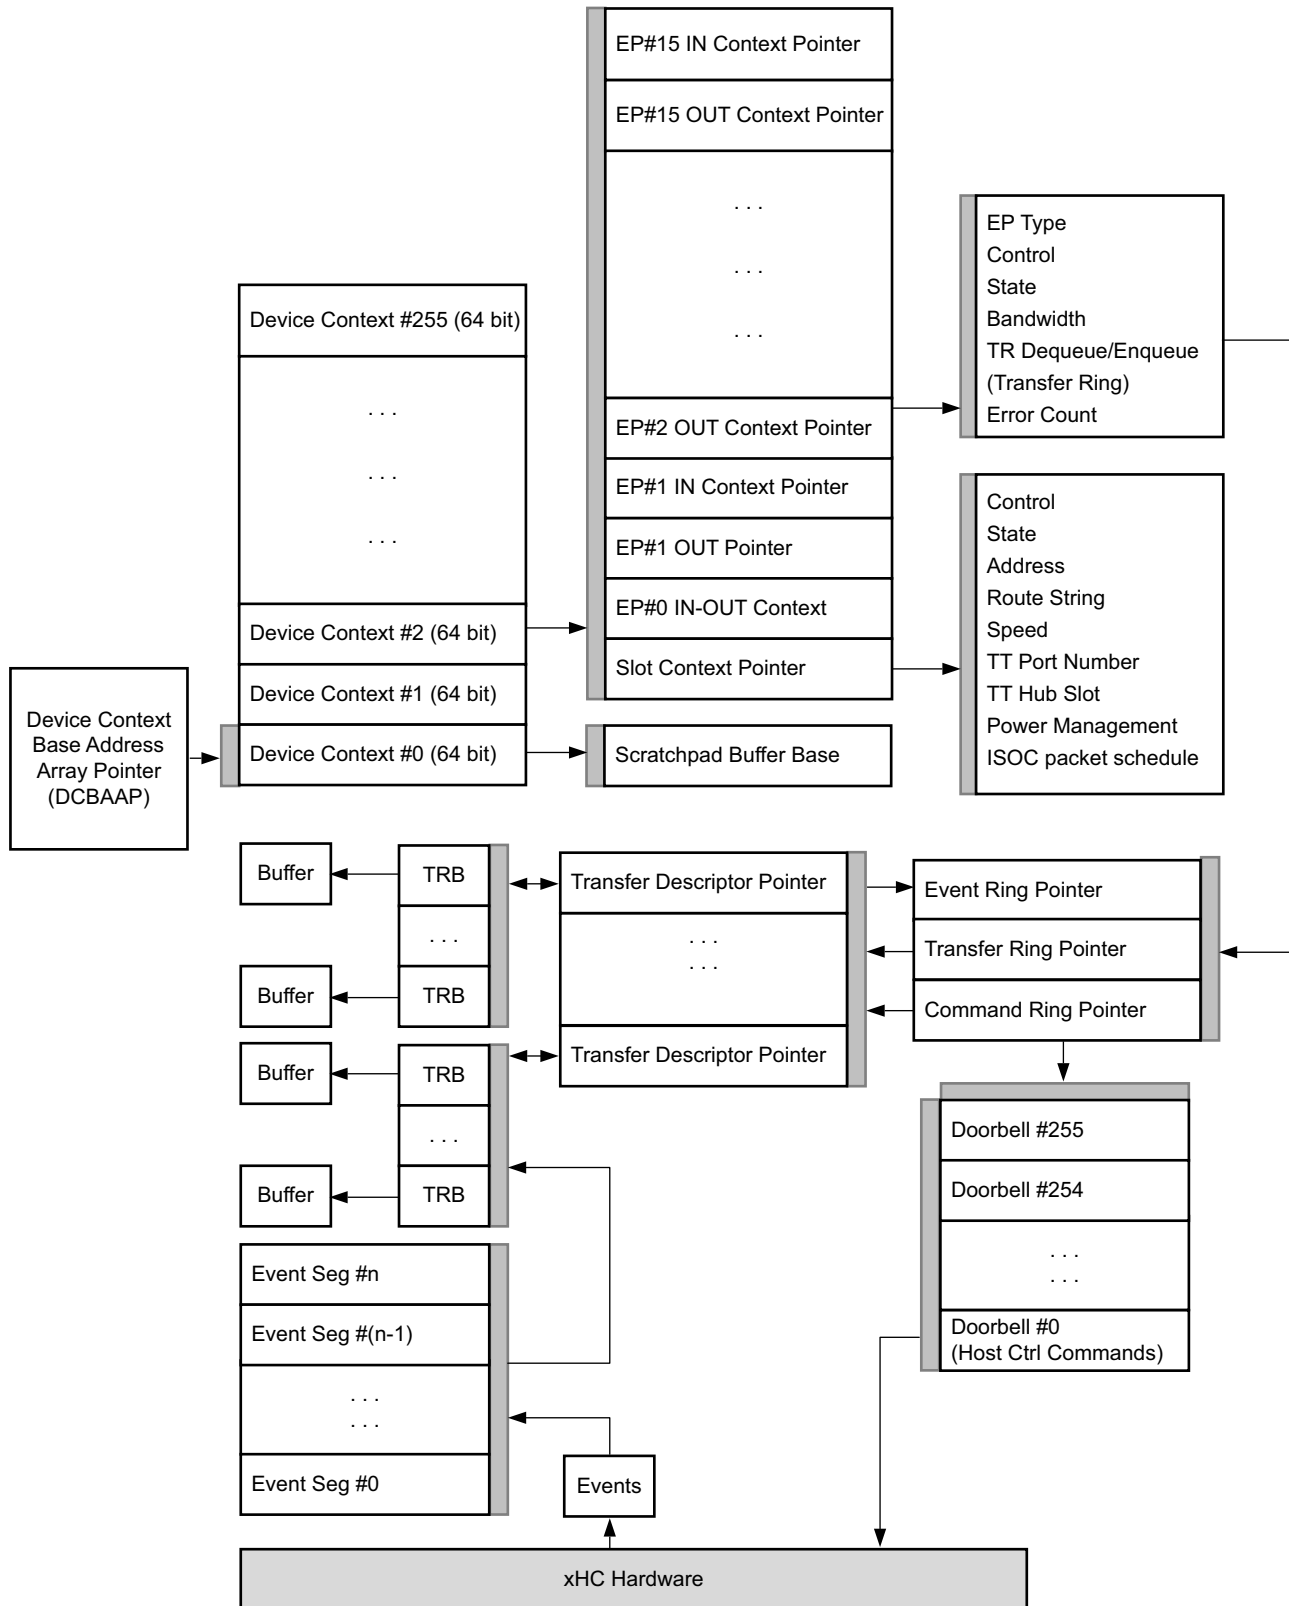 EP#15 IN Context Pointer
EP#15 OUT Context Pointer
. . .
. . .
. . .
EP#2 OUT Context Pointer
EP#1 IN Context Pointer
EP#1 OUT Pointer
EP#0 IN-OUT Context
Slot Context Pointer
EP Type
Control
State
Bandwidth
TR Dequeue/Enqueue
(Transfer Ring)
Error Count
Control
State
Address
Route String
Speed
TT Port Number
TT Hub Slot
Power Management
ISOC packet schedule
Device Context #255 (64 bit)
. . .
. . .
. . .
Device Context #2 (64 bit)
Device Context #1 (64 bit)
Device Context #0 (64 bit)
Device Context
Base Address
Array Pointer
(DCBAAP)
Scratchpad Buffer Base
Buffer
TRB
. . .
Buffer
TRB
Buffer
TRB
. . .
Buffer
TRB
Transfer Descriptor Pointer
. . .
. . .
Transfer Descriptor Pointer
Event Ring Pointer
Transfer Ring Pointer
Command Ring Pointer
Doorbell #255
Doorbell #254
. . .
. . .
Doorbell #0
(Host Ctrl Commands)
Event Seg #n
Event Seg #(n-1)
. . .
. . .
Event Seg #0
Events
xHC Hardware